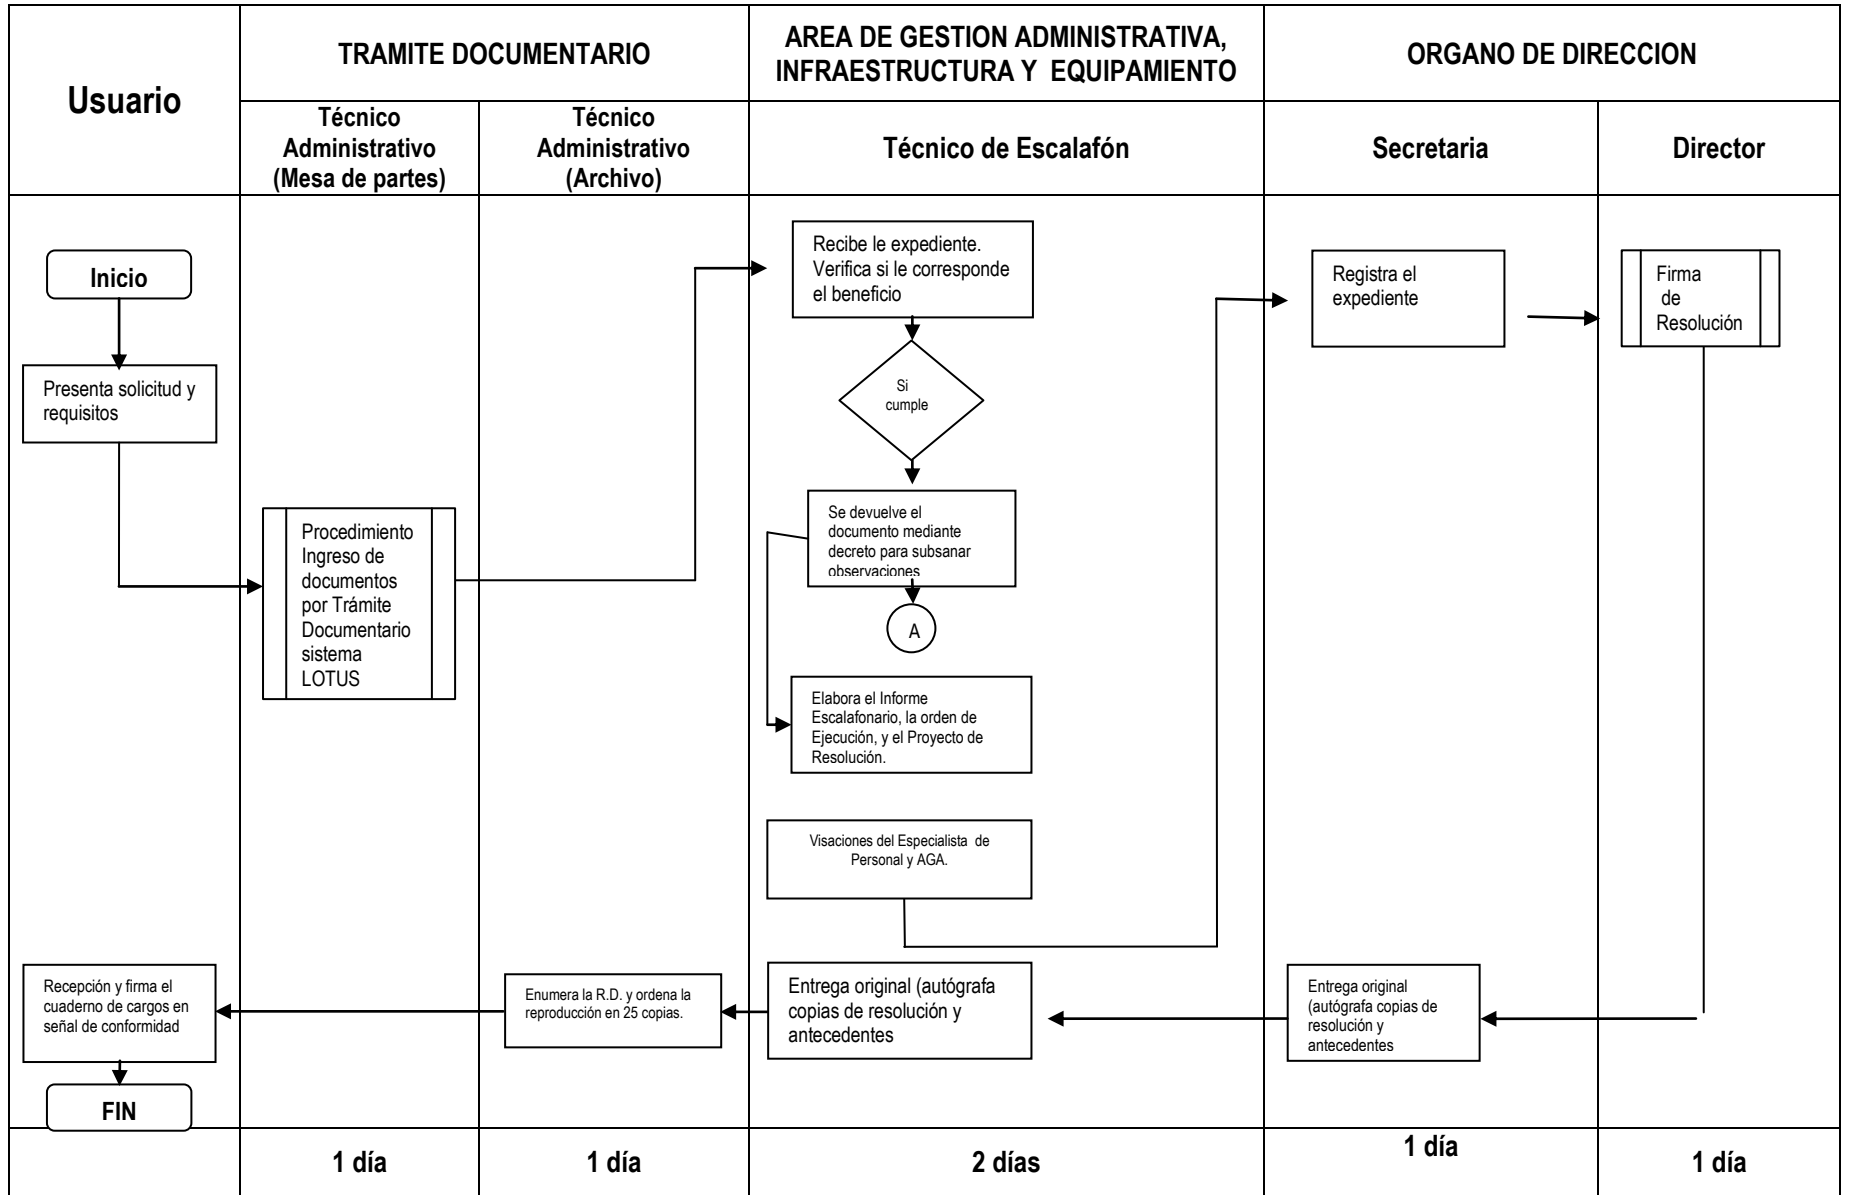 Usuario
TRAMITE DOCUMENTARIO
AREA DE GESTION ADMINISTRATIVA,
INFRAESTRUCTURA Y EQUIPAMIENTO
ORGANO DE DIRECCION
Técnico
Administrativo
(Mesa de partes)
Técnico
Administrativo
(Archivo)
Técnico de Escalafón
Secretaria
Director
Inicio
Presenta solicitud y
requisitos
Procedimiento
Ingreso de
documentos
por Trámite
Documentario
sistema
LOTUS
Recibe le expediente.
Verifica si le corresponde
el beneficio
Si
cumple
Se devuelve el
documento mediante
decreto para subsanar
observaciones
A
Elabora el Informe
Escalafonario, la orden de
Ejecución, y el Proyecto de
Resolución.
Visaciones del Especialista de
Personal y AGA.
Registra el
expediente
Firma
de
Resolución
Entrega original
(autógrafa copias de
resolución y
antecedentes
Entrega original (autógrafa
copias de resolución y
antecedentes
Enumera la R.D. y ordena la
reproducción en 25 copias.
Recepción y firma el
cuaderno de cargos en
señal de conformidad
FIN
1 día
1 día
2 días
1 día
1 día